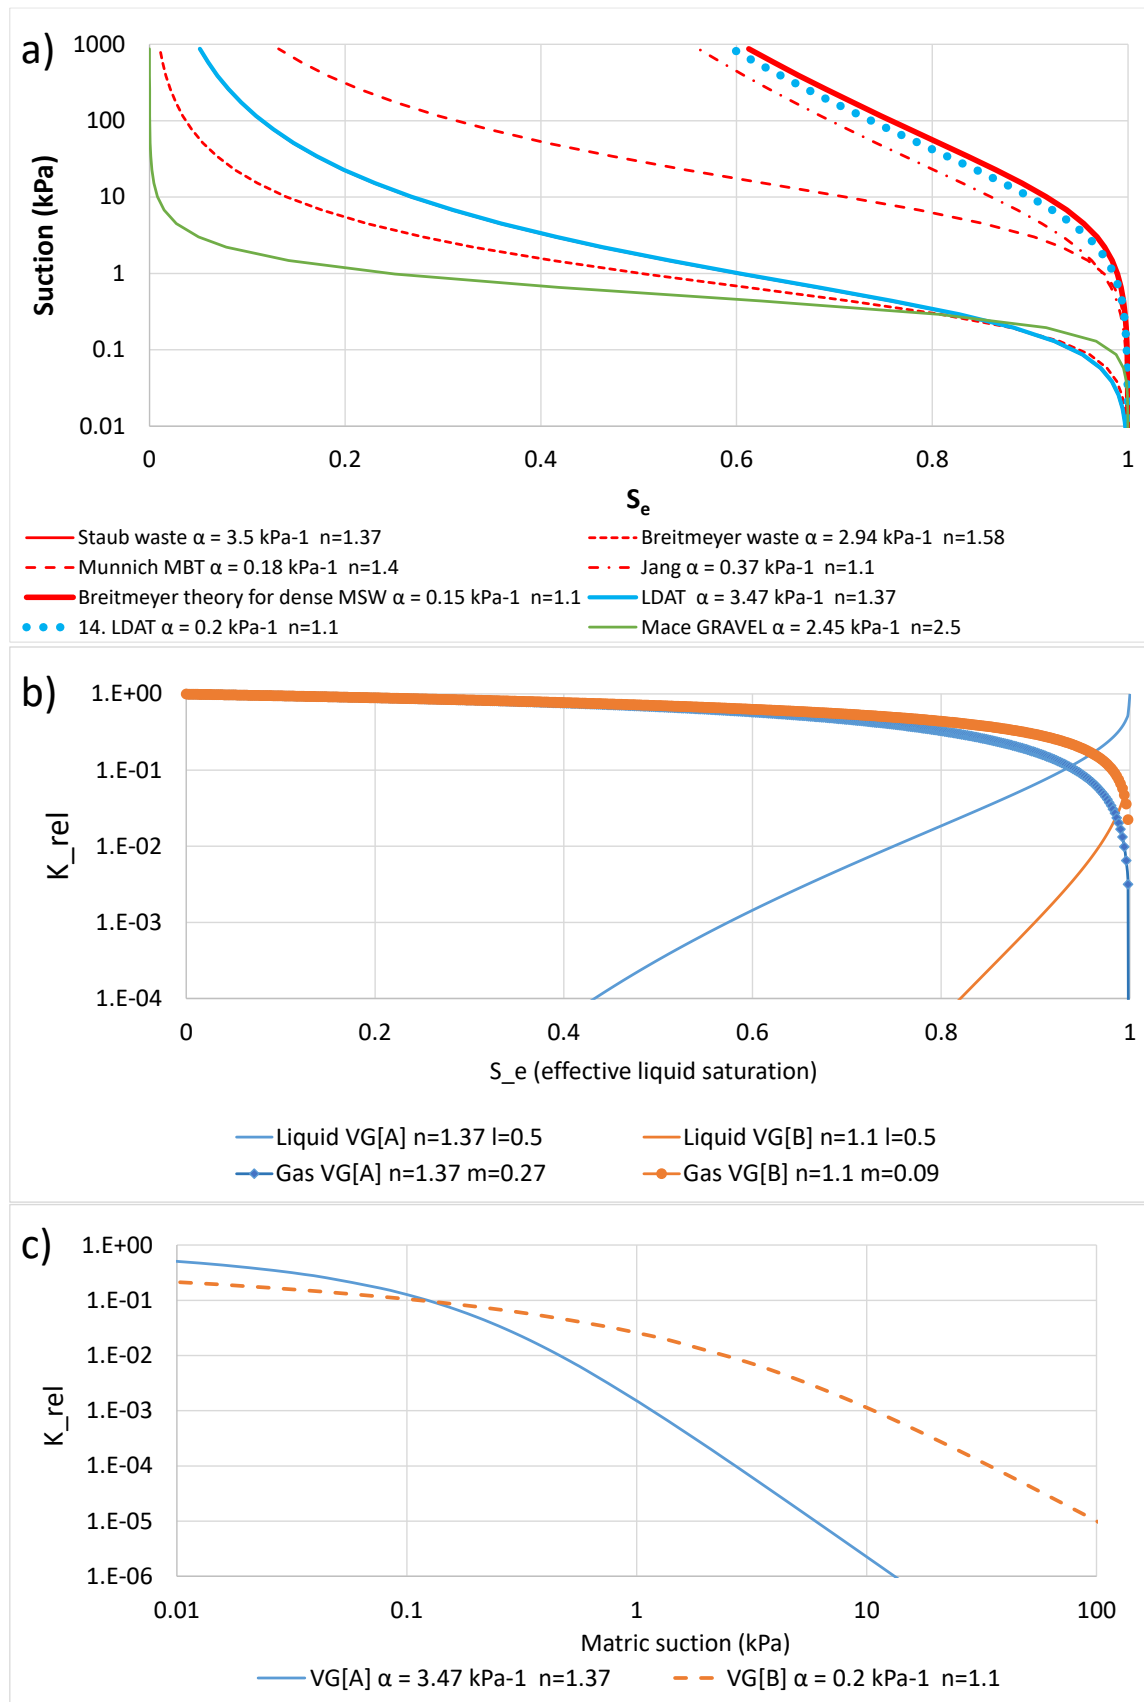 a)
1000
100
10
1
0.1
0.01
Suction (kPa)
0 0.2 0.4 0.6 0.8 1
Se
Staub waste α = 3.5 kPa-1 n=1.37
Breitmeyer waste α = 2.94 kPa-1 n=1.58
Munnich MBT α = 0.18 kPa-1 n=1.4
Jang α = 0.37 kPa-1 n=1.1
Breitmeyer theory for dense MSW α = 0.15 kPa-1 n=1.1
LDAT α = 3.47 kPa-1 n=1.37
14. LDAT α = 0.2 kPa-1 n=1.1
Mace GRAVEL α = 2.45 kPa-1 n=2.5
b)
1.E+00
1.E-01
1.E-02
1.E-03
1.E-04
K_rel
0 0.2 0.4 0.6 0.8 1
S_e (effective liquid saturation)
Liquid VG[A] n=1.37 l=0.5
Liquid VG[B] n=1.1 l=0.5
Gas VG[A] n=1.37 m=0.27
Gas VG[B] n=1.1 m=0.09
c)
1.E+00
1.E-01
1.E-02
1.E-03
1.E-04
1.E-05
1.E-06
K_rel
0.01 0.1 1 10 100
Matric suction (kPa)
VG[A] α = 3.47 kPa-1 n=1.37
VG[B] α = 0.2 kPa-1 n=1.1